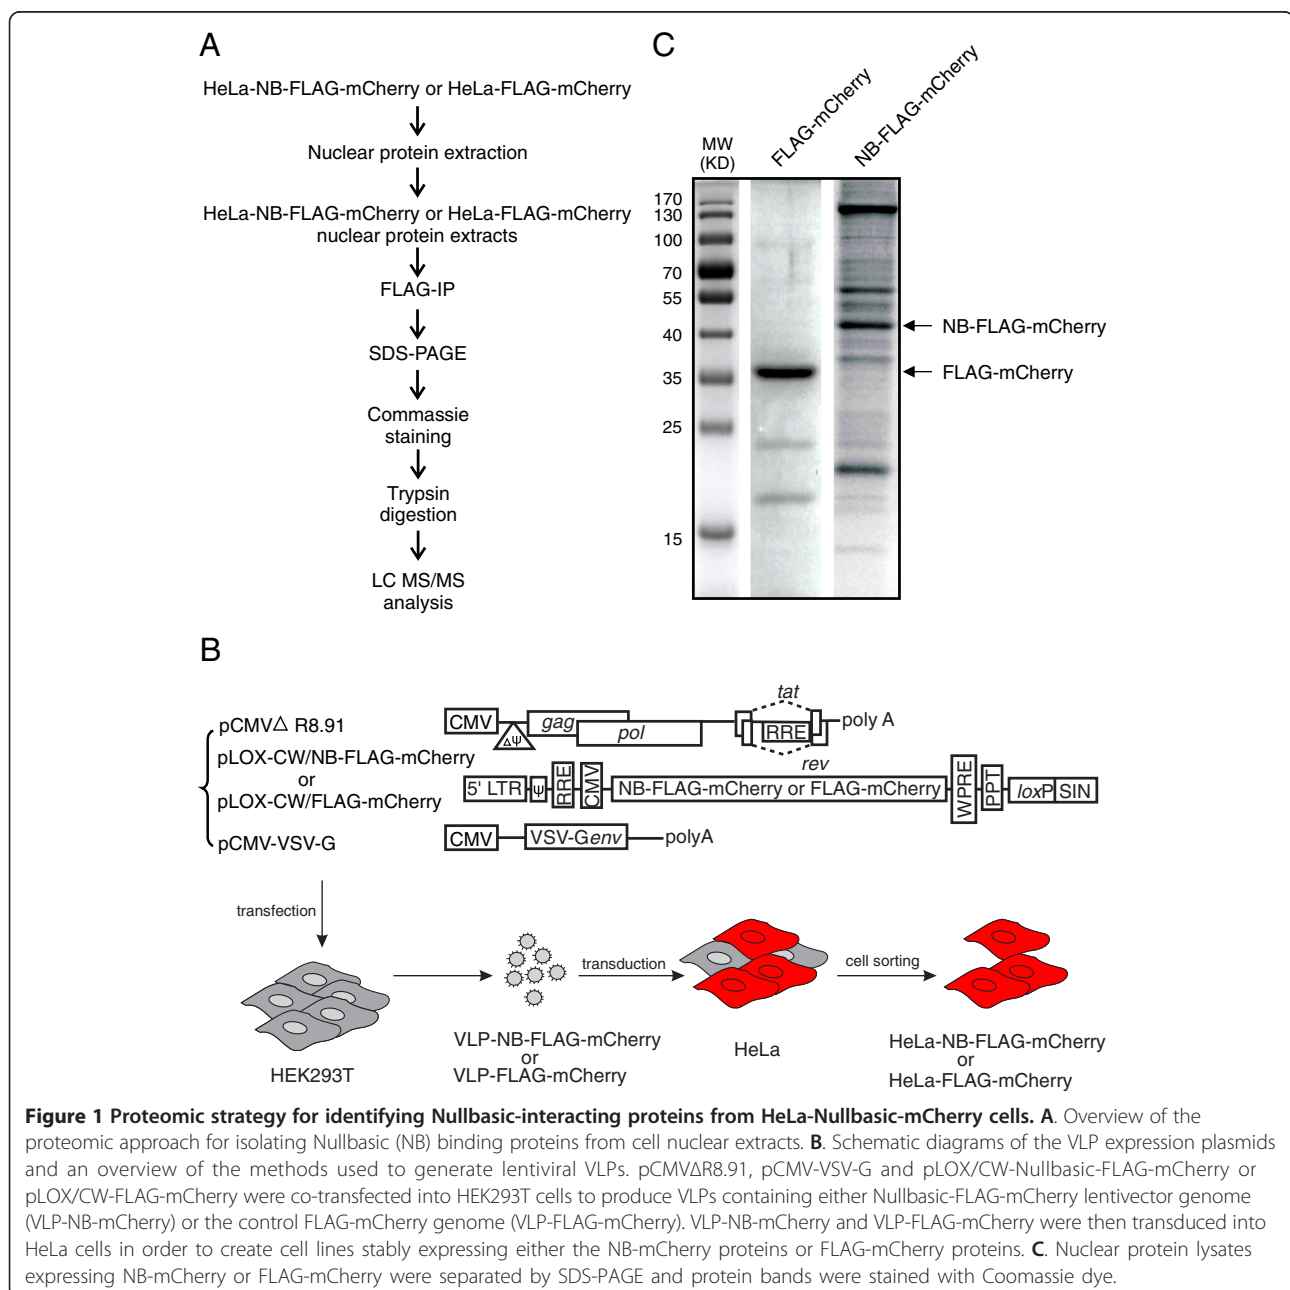 A
HeLa-NB-FLAG-mCherry or HeLa-FLAG-mCherry
Nuclear protein extraction
HeLa-NB-FLAG-mCherry or HeLa-FLAG-mCherry
nuclear protein extracts
FLAG-IP
SDS-PAGE
Commassie
staining
Trypsin
digestion
LC MS/MS
analysis
C
MW
(KD)
FLAG-mCherry
NB-FLAG-mCherry
170
130
100
70
55
40
35
25
15
NB-FLAG-mCherry
FLAG-mCherry
B
pCMV△ R8.91
pLOX-CW/NB-FLAG-mCherry
or
pLOX-CW/FLAG-mCherry
pCMV-VSV-G
CMV
△ψ
gag
pol
tat
RRE
rev
poly A
5' LTR
ψ
RRE
CMV
NB-FLAG-mCherry or FLAG-mCherry
WPRE
PPT
loxP
SIN
CMV
VSV-Genv
polyA
transfection
HEK293T
VLP-NB-FLAG-mCherry
or
VLP-FLAG-mCherry
transduction
HeLa
cell sorting
HeLa-NB-FLAG-mCherry
or
HeLa-FLAG-mCherry
Figure 1 Proteomic strategy for identifying Nullbasic-interacting proteins from HeLa-Nullbasic-mCherry cells. A. Overview of the
proteomic approach for isolating Nullbasic (NB) binding proteins from cell nuclear extracts. B. Schematic diagrams of the VLP expression plasmids
and an overview of the methods used to generate lentiviral VLPs. pCMVΔR8.91, pCMV-VSV-G and pLOX/CW-Nullbasic-FLAG-mCherry or
pLOX/CW-FLAG-mCherry were co-transfected into HEK293T cells to produce VLPs containing either Nullbasic-FLAG-mCherry lentivector genome
(VLP-NB-mCherry) or the control FLAG-mCherry genome (VLP-FLAG-mCherry). VLP-NB-mCherry and VLP-FLAG-mCherry were then transduced into
HeLa cells in order to create cell lines stably expressing either the NB-mCherry proteins or FLAG-mCherry proteins. C. Nuclear protein lysates
expressing NB-mCherry or FLAG-mCherry were separated by SDS-PAGE and protein bands were stained with Coomassie dye.